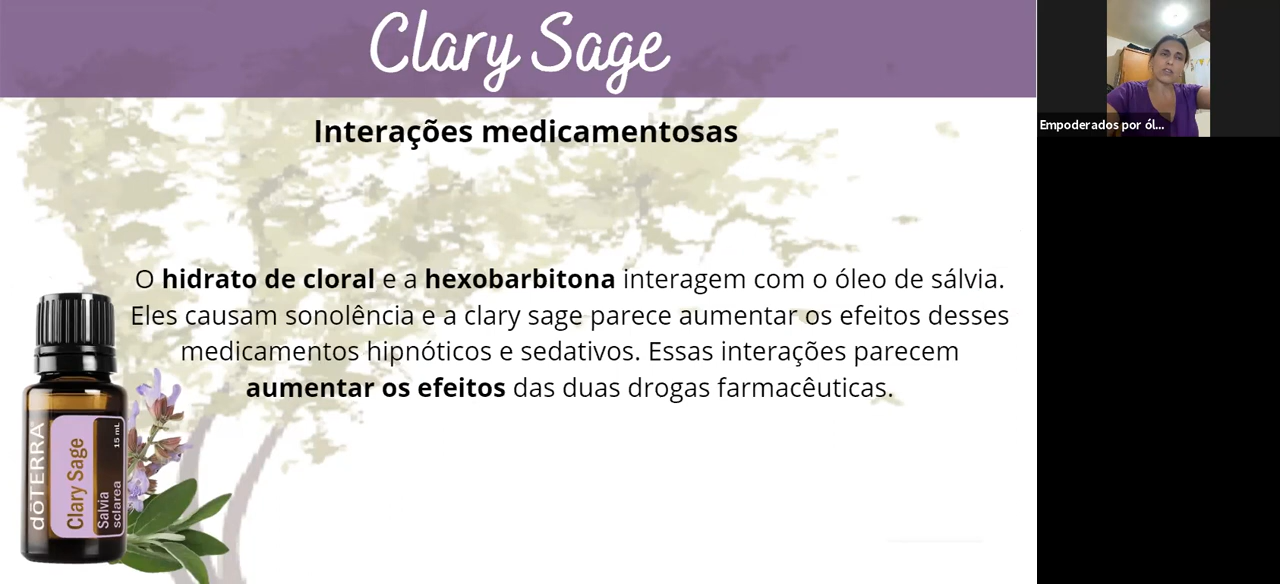 Clary Sage
Interações medicamentosas
O hidrato de cloral e a hexobarbitona interagem com o óleo de sálvia.
Eles causam sonolência e a clary sage parece aumentar os efeitos desses
medicamentos hipnóticos e sedativos. Essas interações parecem
aumentar os efeitos das duas drogas farmacêuticas.
dōTERRA
Clary Sage
Salvia
sclarea
15 mL
Empoderados por ól...